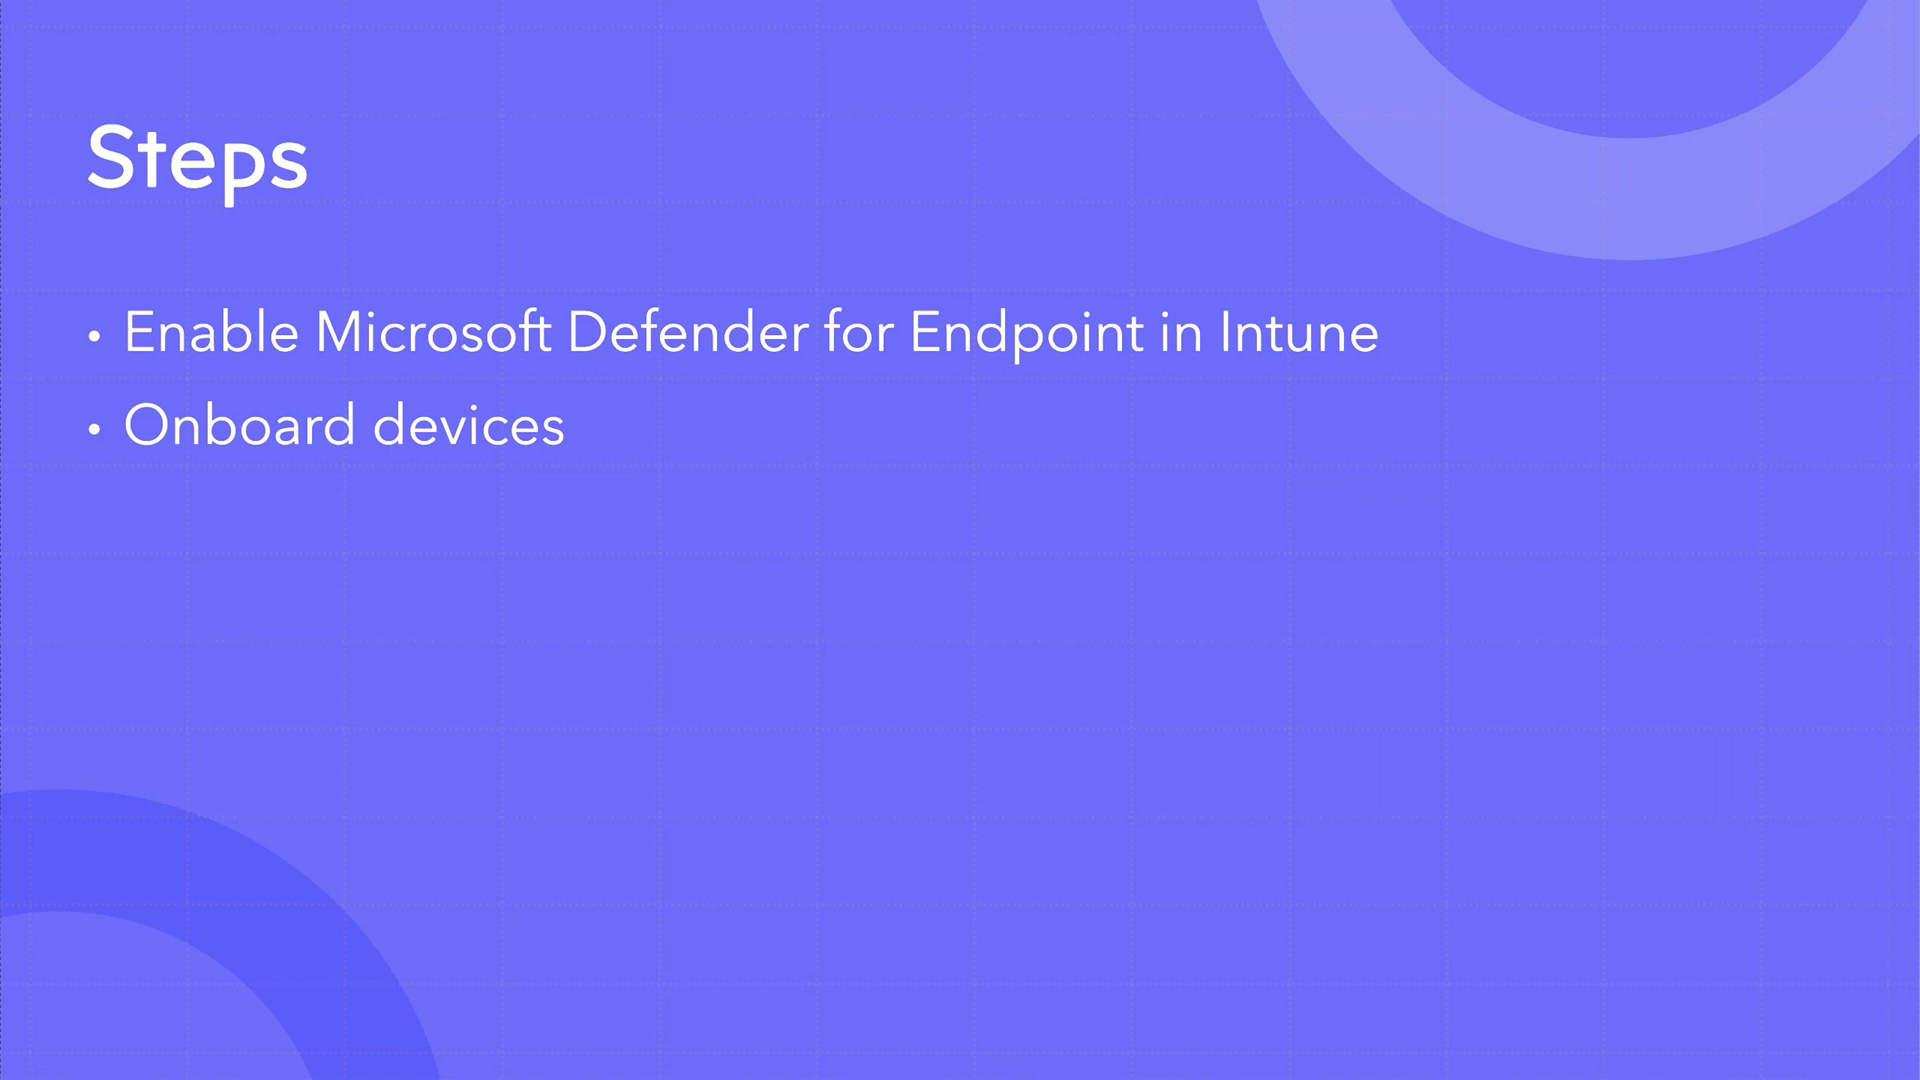 Steps
• Enable Microsoft Defender for Endpoint in Intune
• Onboard devices